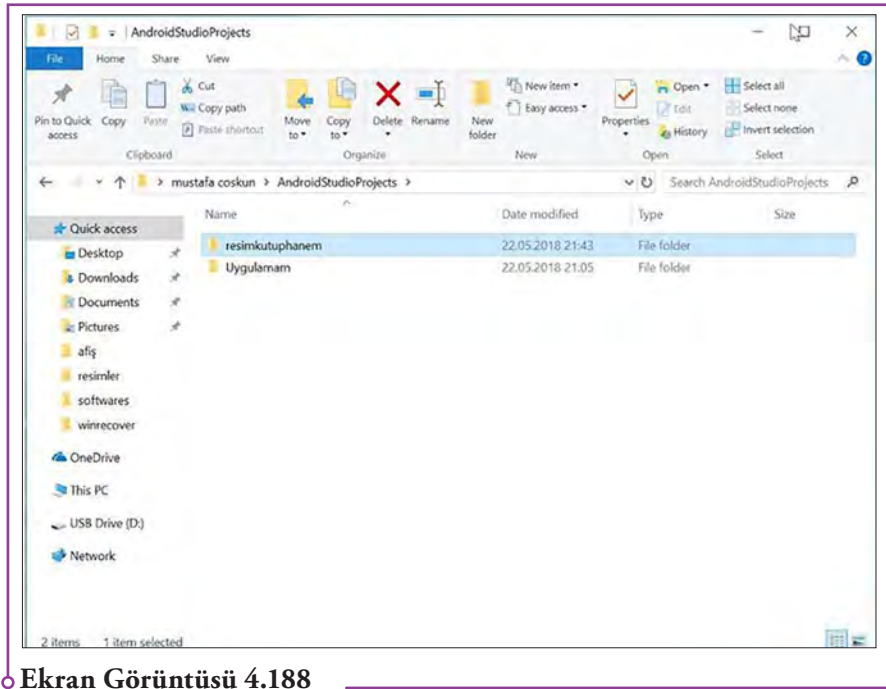 AndroidStudioProjects
File Home Share View
Pin to Quick access
Copy
Paste
Cut
Copy path
Paste shortcut
Clipboard
Move to
Copy to
Delete
Rename
Organize
New folder
New item
Easy access
New
Properties
Open
Edit
History
Open
Select all
Select none
Invert selection
Select
mustafa coskun > AndroidStudioProjects >
Search AndroidStudioProjects
Name Date modified Type Size
resimkutuphanem 22.05.2018 21:43 File folder
Uygulamam 22.05.2018 21:05 File folder
Quick access
Desktop
Downloads
Documents
Pictures
afiş
resimler
softwares
winrecover
OneDrive
This PC
USB Drive (D:)
Network
2 items 1 item selected
Ekran Görüntüsü 4.188